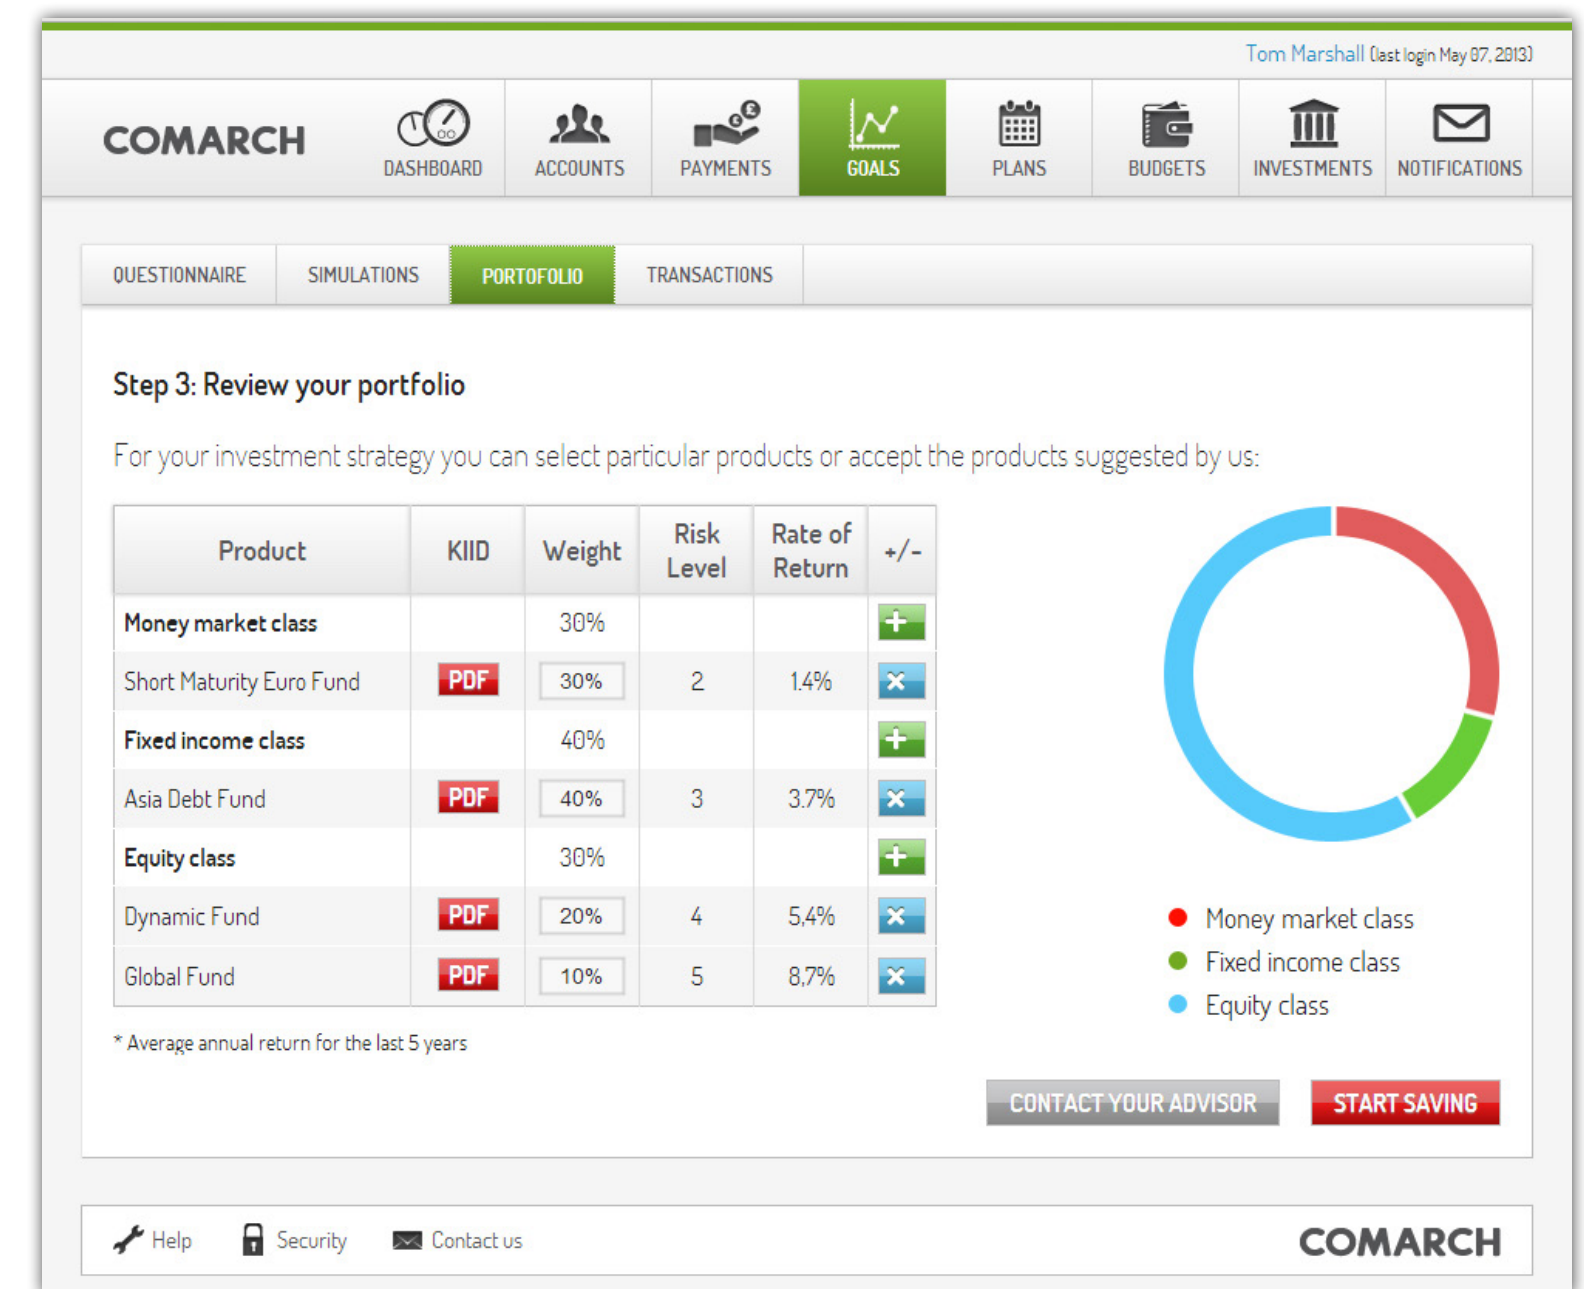 Tom Marshall (last login May 07, 2013)
COMARCH
DASHBOARD
ACCOUNTS
PAYMENTS
GOALS
PLANS
BUDGETS
INVESTMENTS
NOTIFICATIONS
QUESTIONNAIRE SIMULATIONS PORTOFOLIO TRANSACTIONS
Step 3: Review your portfolio
For your investment strategy you can select particular products or accept the products suggested by us:
Product KIID Weight Risk Level Rate of Return +/-
Money market class 30% +
Short Maturity Euro Fund PDF 30% 2 1.4% ×
Fixed income class 40% +
Asia Debt Fund PDF 40% 3 3.7% ×
Equity class 30% +
Dynamic Fund PDF 20% 4 5,4% ×
Global Fund PDF 10% 5 8,7% ×
* Average annual return for the last 5 years
Money market class
Fixed income class
Equity class
CONTACT YOUR ADVISOR START SAVING
Help Security Contact us COMARCH